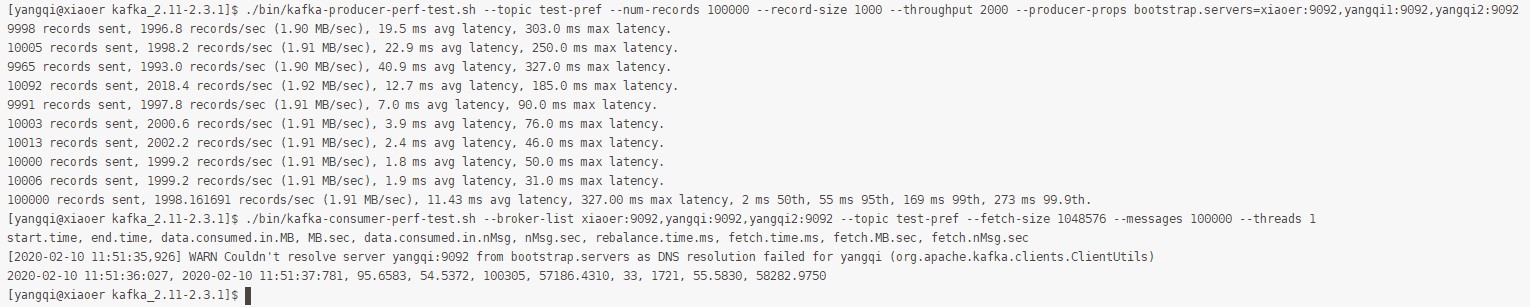 [yangqi@xiaoer kafka_2.11-2.3.1]$ ./bin/kafka-producer-perf-test.sh --topic test-pref --num-records 100000 --record-size 1000 --throughput 2000 --producer-props bootstrap.servers=xiaoer:9092,yangqi1:9092,yangqi2:9092
9998 records sent, 1996.8 records/sec (1.90 MB/sec), 19.5 ms avg latency, 303.0 ms max latency.
10005 records sent, 1998.2 records/sec (1.91 MB/sec), 22.9 ms avg latency, 250.0 ms max latency.
9965 records sent, 1993.0 records/sec (1.90 MB/sec), 40.9 ms avg latency, 327.0 ms max latency.
10092 records sent, 2018.4 records/sec (1.92 MB/sec), 12.7 ms avg latency, 185.0 ms max latency.
9991 records sent, 1997.8 records/sec (1.91 MB/sec), 7.0 ms avg latency, 90.0 ms max latency.
10003 records sent, 2000.6 records/sec (1.91 MB/sec), 3.9 ms avg latency, 76.0 ms max latency.
10013 records sent, 2002.2 records/sec (1.91 MB/sec), 2.4 ms avg latency, 46.0 ms max latency.
10000 records sent, 1999.2 records/sec (1.91 MB/sec), 1.8 ms avg latency, 50.0 ms max latency.
10006 records sent, 1999.2 records/sec (1.91 MB/sec), 1.9 ms avg latency, 31.0 ms max latency.
100000 records sent, 1998.161691 records/sec (1.91 MB/sec), 11.43 ms avg latency, 327.00 ms max latency, 2 ms 50th, 55 ms 95th, 169 ms 99th, 273 ms 99.9th.
[yangqi@xiaoer kafka_2.11-2.3.1]$ ./bin/kafka-consumer-perf-test.sh --broker-list xiaoer:9092,yangqi:9092,yangqi2:9092 --topic test-pref --fetch-size 1048576 --messages 100000 --threads 1
start.time, end.time, data.consumed.in.MB, MB.sec, data.consumed.in.nMsg, nMsg.sec, rebalance.time.ms, fetch.time.ms, fetch.MB.sec, fetch.nMsg.sec
[2020-02-10 11:51:35,926] WARN Couldn't resolve server yangqi:9092 from bootstrap.servers as DNS resolution failed for yangqi (org.apache.kafka.clients.ClientUtils)
2020-02-10 11:51:36:027, 2020-02-10 11:51:37:781, 95.6583, 54.5372, 100305, 57186.4310, 33, 1721, 55.5830, 58282.9750
[yangqi@xiaoer kafka_2.11-2.3.1]$